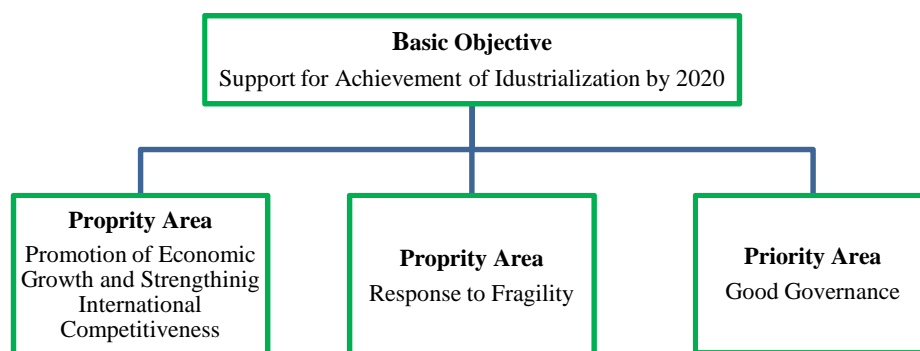 Basic Objective
Support for Achievement of Idustrialization by 2020
Proprity Area
Promotion of Economic
Growth and Strengthinig
International
Competitiveness
Proprity Area
Response to Fragility
Priority Area
Good Governance